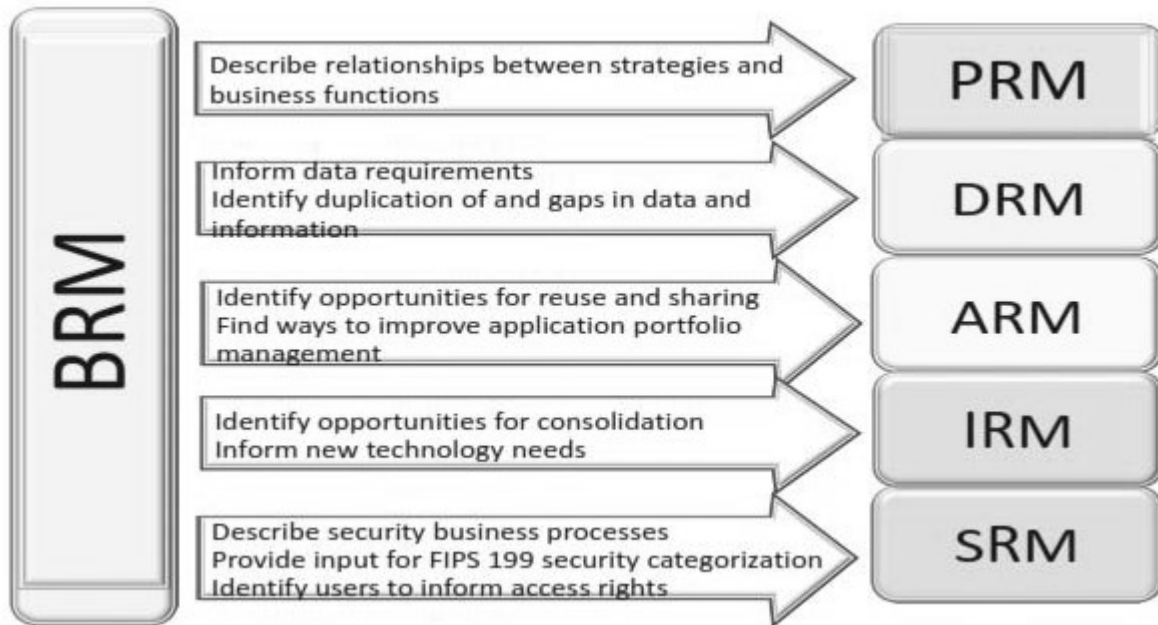 BRM
Describe relationships between strategies and
business functions
PRM
Inform data requirements
Identify duplication of and gaps in data and
information
DRM
Identify opportunities for reuse and sharing
Find ways to improve application portfolio
management
ARM
Identify opportunities for consolidation
Inform new technology needs
IRM
Describe security business processes
Provide input for FIPS 199 security categorization
Identify users to inform access rights
SRM